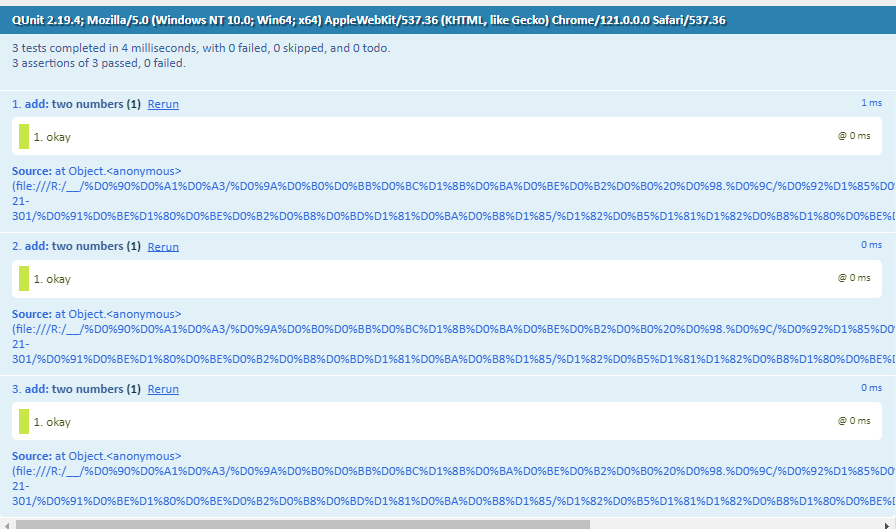 QUnit 2.19.4; Mozilla/5.0 (Windows NT 10.0; Win64; x64) AppleWebKit/537.36 (KHTML, like Gecko) Chrome/121.0.0.0 Safari/537.36
3 tests completed in 4 milliseconds, with 0 failed, 0 skipped, and 0 todo.
3 assertions of 3 passed, 0 failed.
1. add: two numbers (1) Rerun 1 ms
1. okay @ 0 ms
Source: at Object.<anonymous>
(file:///R:/__/%D0%90%D0%A1%D0%A3/%D0%9A%D0%B0%D0%BB%D0%BC%D1%8B%D0%BA%D0%BE%D0%B2%D0%B0%20%D0%98.%D0%9C/%D0%92%D1%85%D0%
21-
301/%D0%91%D0%BE%D1%80%D0%BE%D0%B2%D0%B8%D0%BD%D1%81%D0%BA%D0%B8%D1%85/%D1%82%D0%B5%D1%81%D1%82%D0%B8%D1%80%D0%BE%D
2. add: two numbers (1) Rerun 0 ms
1. okay @ 0 ms
Source: at Object.<anonymous>
(file:///R:/__/%D0%90%D0%A1%D0%A3/%D0%9A%D0%B0%D0%BB%D0%BC%D1%8B%D0%BA%D0%BE%D0%B2%D0%B0%20%D0%98.%D0%9C/%D0%92%D1%85%D0%
21-
301/%D0%91%D0%BE%D1%80%D0%BE%D0%B2%D0%B8%D0%BD%D1%81%D0%BA%D0%B8%D1%85/%D1%82%D0%B5%D1%81%D1%82%D0%B8%D1%80%D0%BE%D
3. add: two numbers (1) Rerun 0 ms
1. okay @ 0 ms
Source: at Object.<anonymous>
(file:///R:/__/%D0%90%D0%A1%D0%A3/%D0%9A%D0%B0%D0%BB%D0%BC%D1%8B%D0%BA%D0%BE%D0%B2%D0%B0%20%D0%98.%D0%9C/%D0%92%D1%85%D0%
21-
301/%D0%91%D0%BE%D1%80%D0%BE%D0%B2%D0%B8%D0%BD%D1%81%D0%BA%D0%B8%D1%85/%D1%82%D0%B5%D1%81%D1%82%D0%B8%D1%80%D0%BE%D